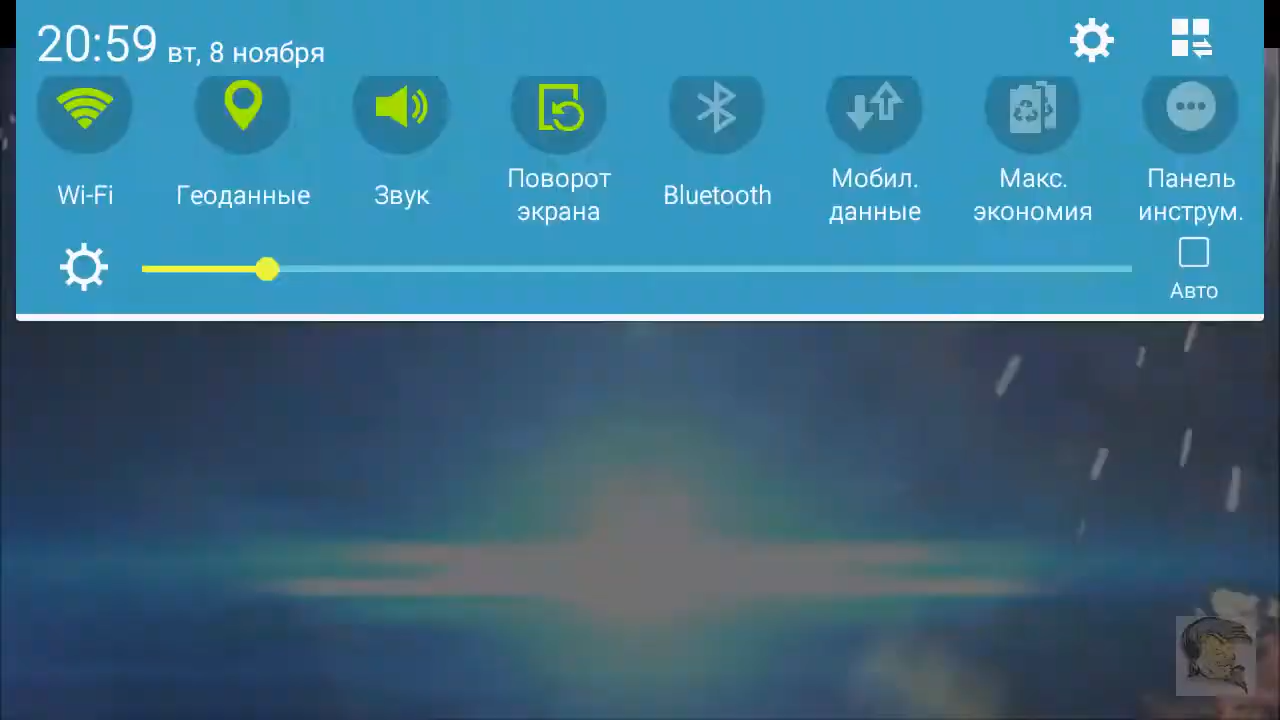 20:59 вт, 8 ноября
Wi-Fi
Геоданные
Звук
Поворот
экрана
Bluetooth
Мобил.
данные
Макс.
экономия
Панель
инструм.
Авто